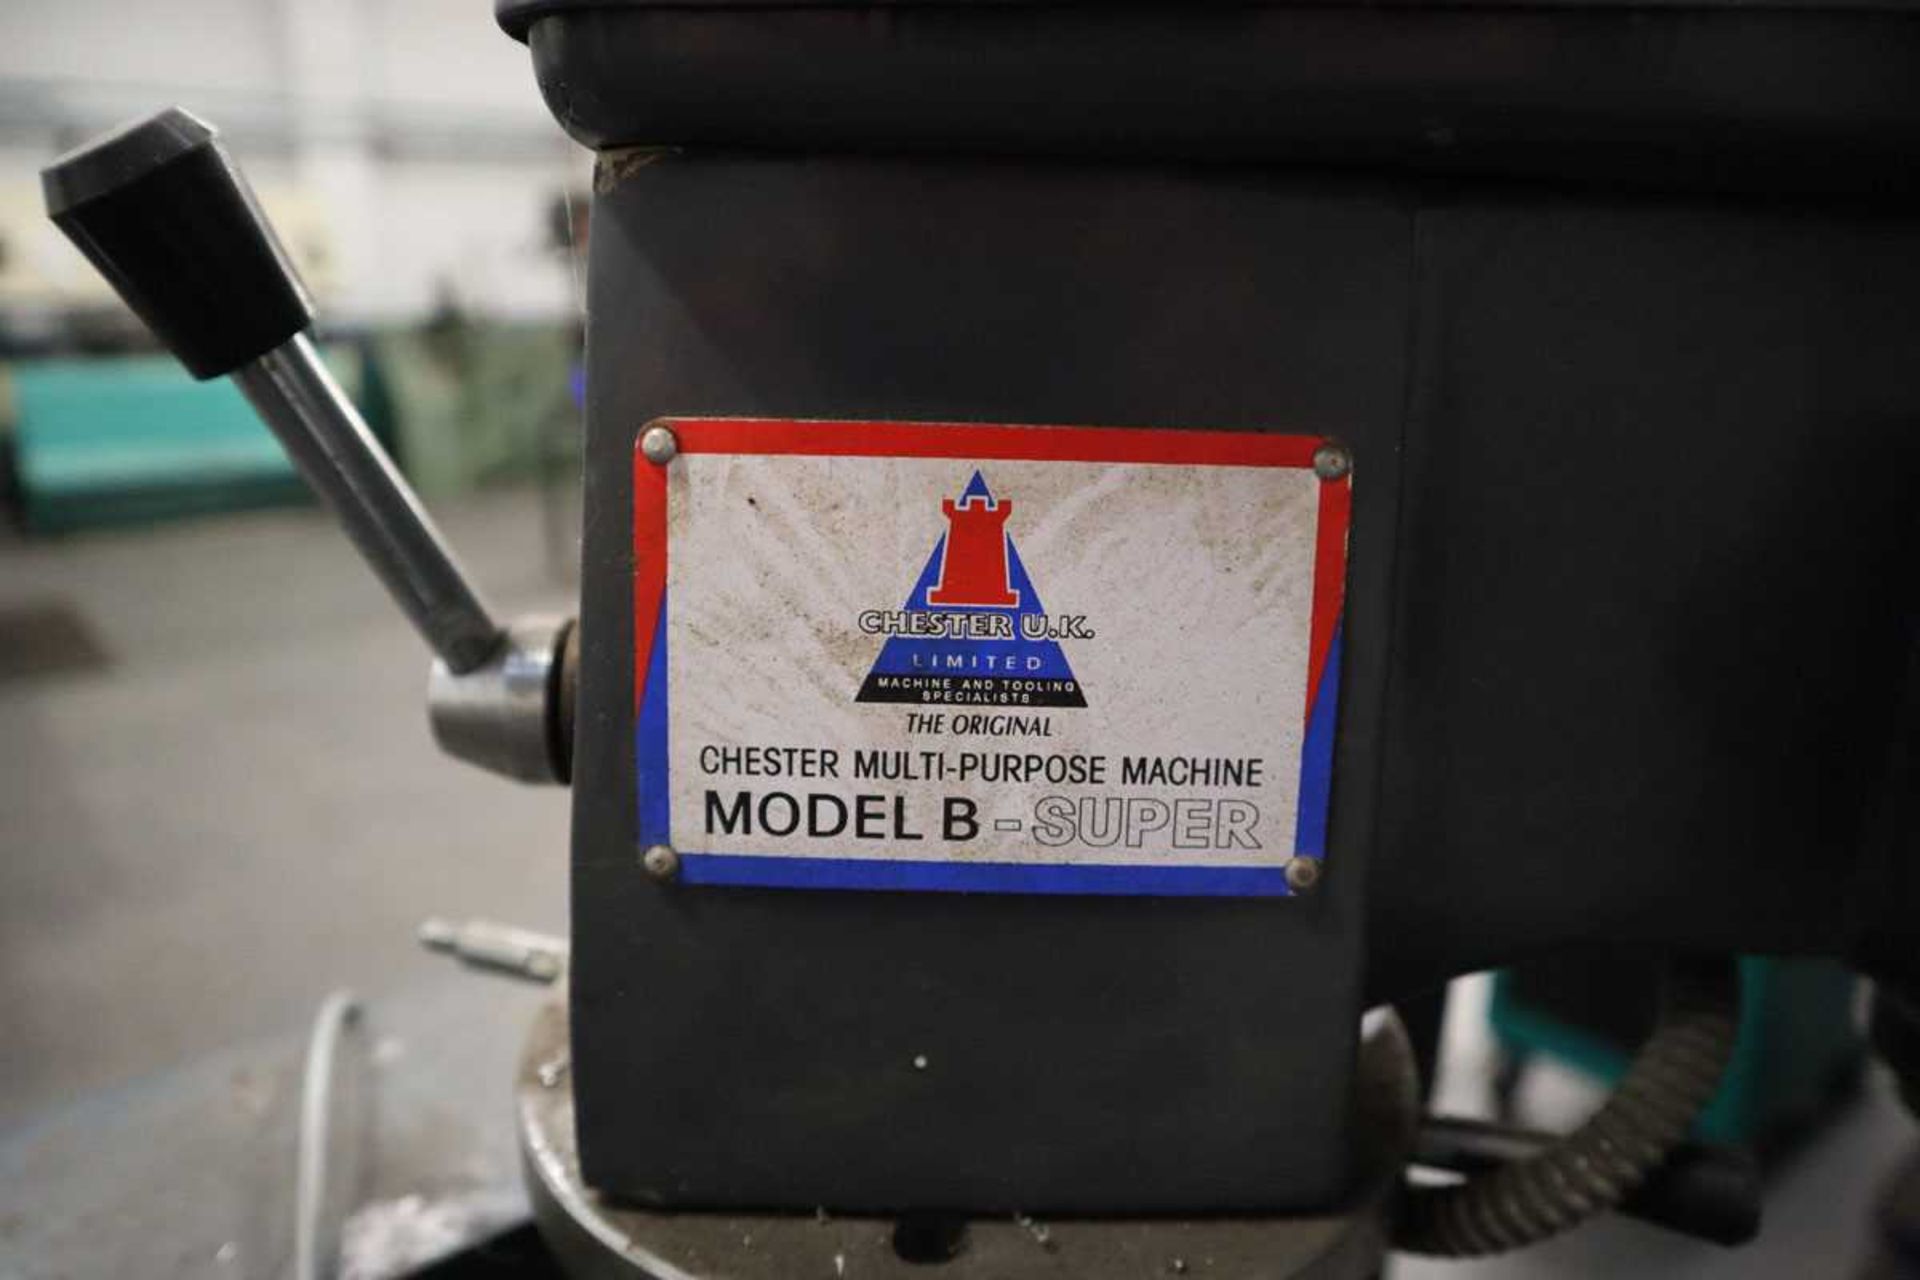 CHESTER U.K.
LIMITED
MACHINE AND TOOLING
SPECIALISTS
THE ORIGINAL
CHESTER MULTI-PURPOSE MACHINE
MODEL B - SUPER